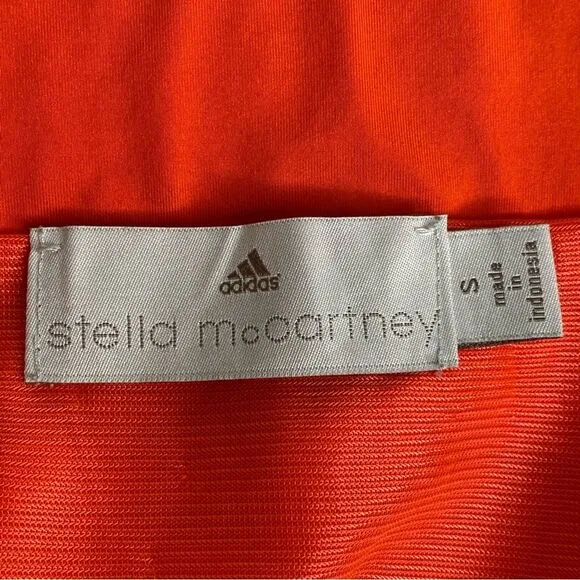 adidas
stella mccartney
S
made
in
indonesia